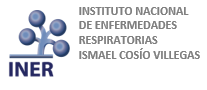 INSTITUTO NACIONAL
DE ENFERMEDADES
RESPIRATORIAS
ISMAEL COSÍO VILLEGAS
INER